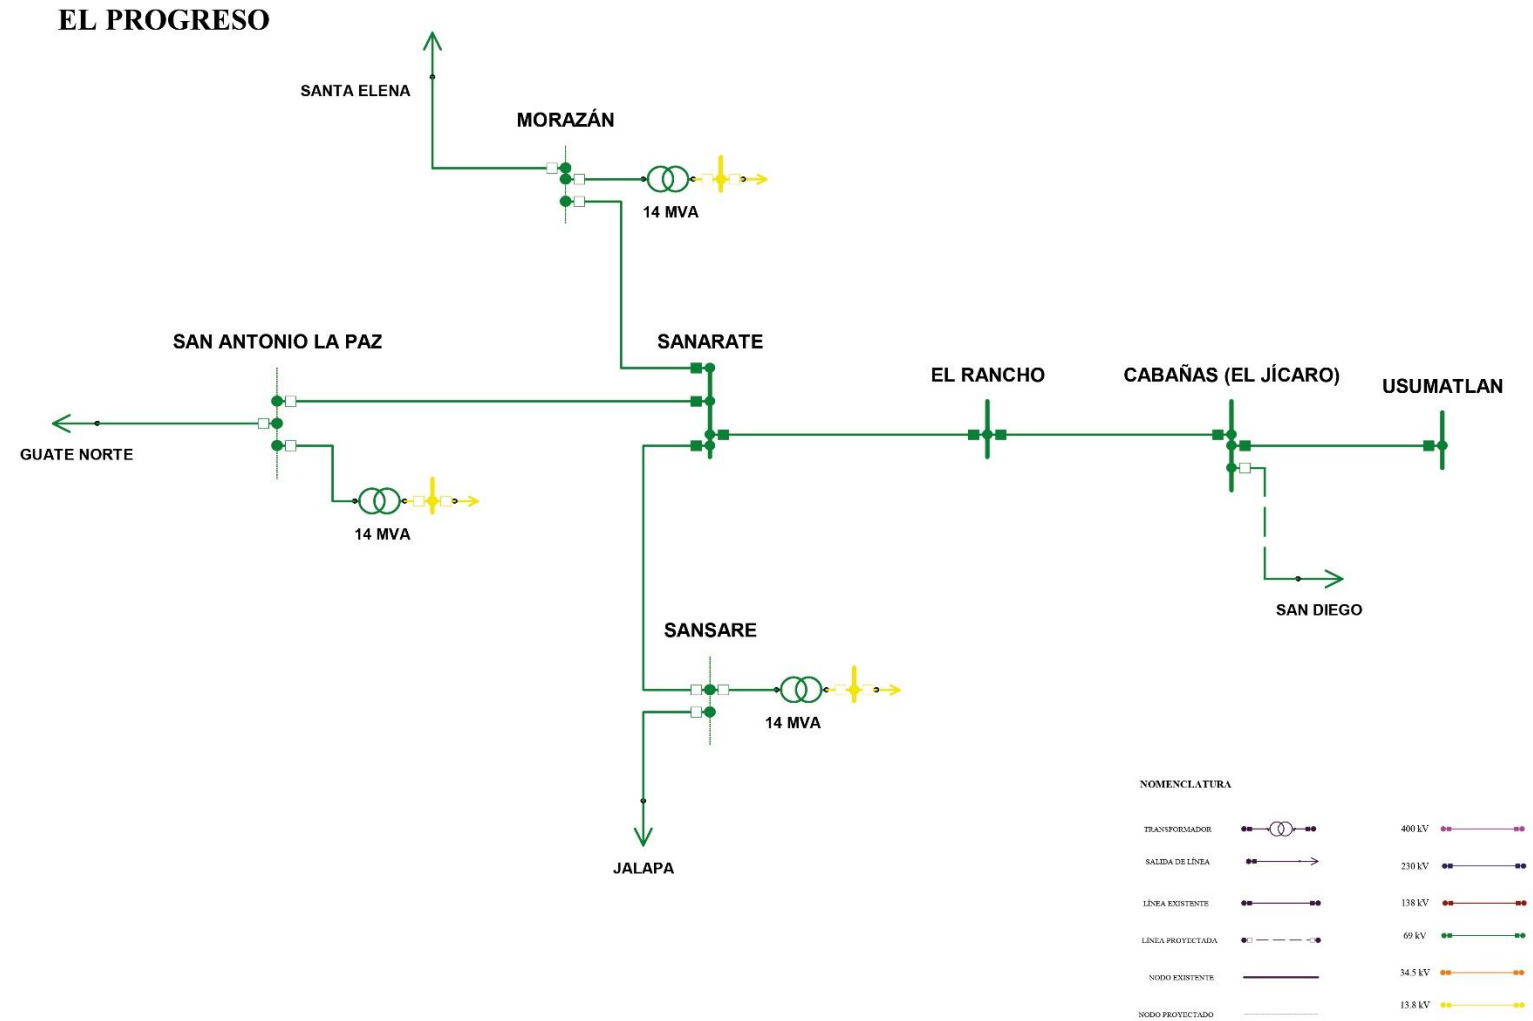 EL PROGRESO
SANTA ELENA
MORAZÁN
14 MVA
SAN ANTONIO LA PAZ
SANARATE
EL RANCHO
CABAÑAS (EL JÍCARO)
USUMATLAN
GUATE NORTE
14 MVA
SAN DIEGO
SANSARE
14 MVA
JALAPA
NOMENCLATURA
TRANSFORMADOR
400 kV
SALIDA DE LÍNEA
230 kV
LÍNEA EXISTENTE
138 kV
LÍNEA PROYECTADA
69 kV
NODO EXISTENTE
34.5 kV
NODO PROYECTADO
13.8 kV